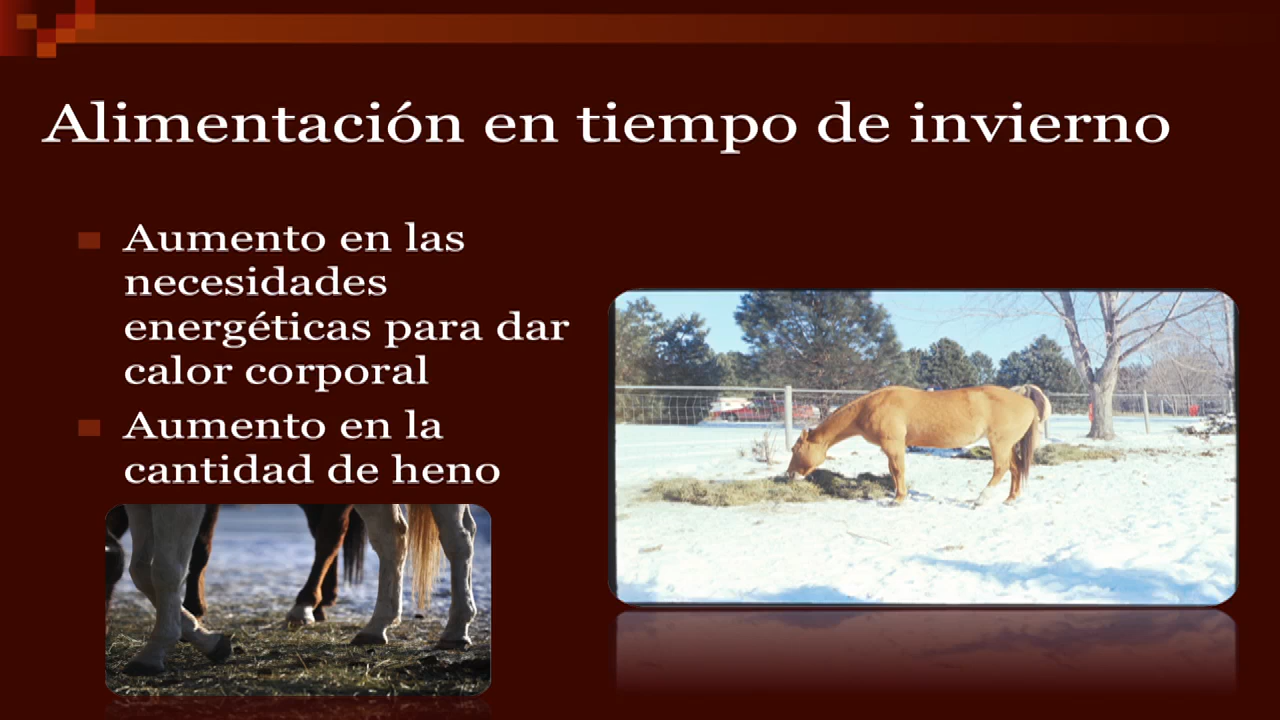 Alimentación en tiempo de invierno
Aumento en las
necesidades
energéticas para dar
calor corporal
Aumento en la
cantidad de heno